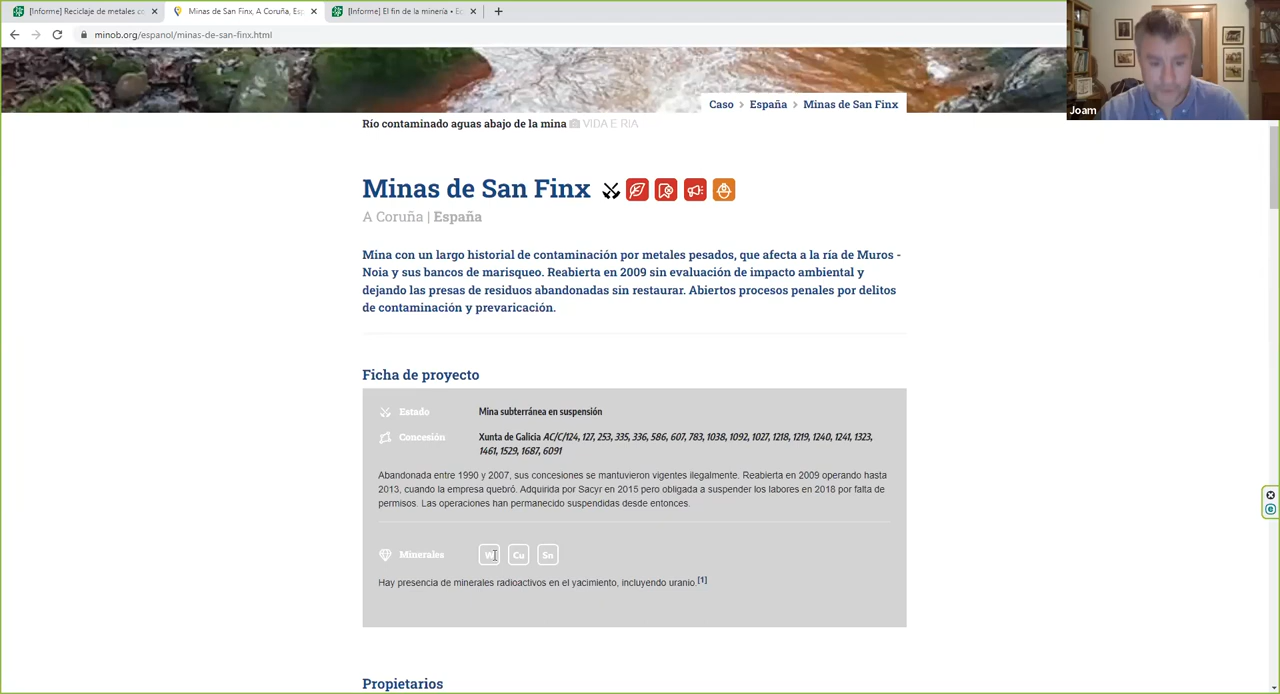 [Informe] Reciclaje de metales co
Minas de San Finx, A Coruña, Esp
[Informe] El fin de la minería • Ec
minob.org/espanol/minas-de-san-finx.html
Joam
Caso > España > Minas de San Finx
Río contaminado aguas abajo de la mina VIDA E RIA
Minas de San Finx
A Coruña | España
Mina con un largo historial de contaminación por metales pesados, que afecta a la ría de Muros -
Noia y sus bancos de marisqueo. Reabierta en 2009 sin evaluación de impacto ambiental y
dejando las presas de residuos abandonadas sin restaurar. Abiertos procesos penales por delitos
de contaminación y prevaricación.
Ficha de proyecto
Estado Mina subterránea en suspensión
Concesión Xunta de Galicia AC/C/124, 127, 253, 335, 336, 586, 607, 783, 1038, 1092, 1027, 1218, 1219, 1240, 1241, 1323,
1461, 1529, 1687, 6091
Abandonada entre 1990 y 2007, sus concesiones se mantuvieron vigentes ilegalmente. Reabierta en 2009 operando hasta
2013, cuando la empresa quebró. Adquirida por Sacyr en 2015 pero obligada a suspender los labores en 2018 por falta de
permisos. Las operaciones han permanecido suspendidas desde entonces.
Minerales W Cu Sn
Hay presencia de minerales radioactivos en el yacimiento, incluyendo uranio.[1]
Propietarios